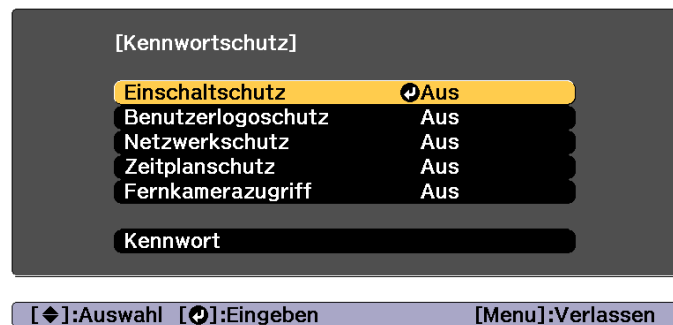 [Kennwortschutz]
Einschaltschutz Aus
Benutzerlogoschutz Aus
Netzwerkschutz Aus
Zeitplanschutz Aus
Fernkamerazugriff Aus
Kennwort
[◆]:Auswahl [↵]:Eingeben [Menu]:Verlassen